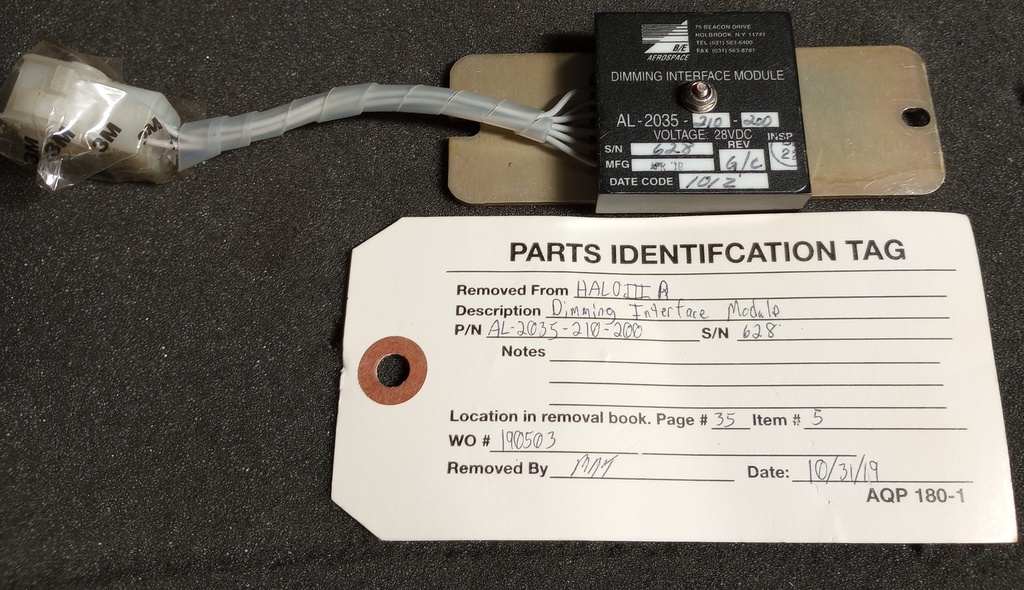 3M
3M
3M
75 BEACON DRIVE
HOLBROOK N.Y. 11741
TEL (631) 563-6400
FAX (631) 563-8781
B/E
AEROSPACE
DIMMING INTERFACE MODULE
AL-2035-210-200
VOLTAGE: 28VDC
S/N 628 REV G/C INSP
MFG APR '10
DATE CODE 1012
PARTS IDENTIFCATION TAG
Removed From HALO III A
Description Dimming Interface Module
P/N AL-2035-210-200 S/N 628
Notes
Location in removal book. Page # 35 Item # 5
WO # 190503
Removed By Date: 10/31/19
AQP 180-1